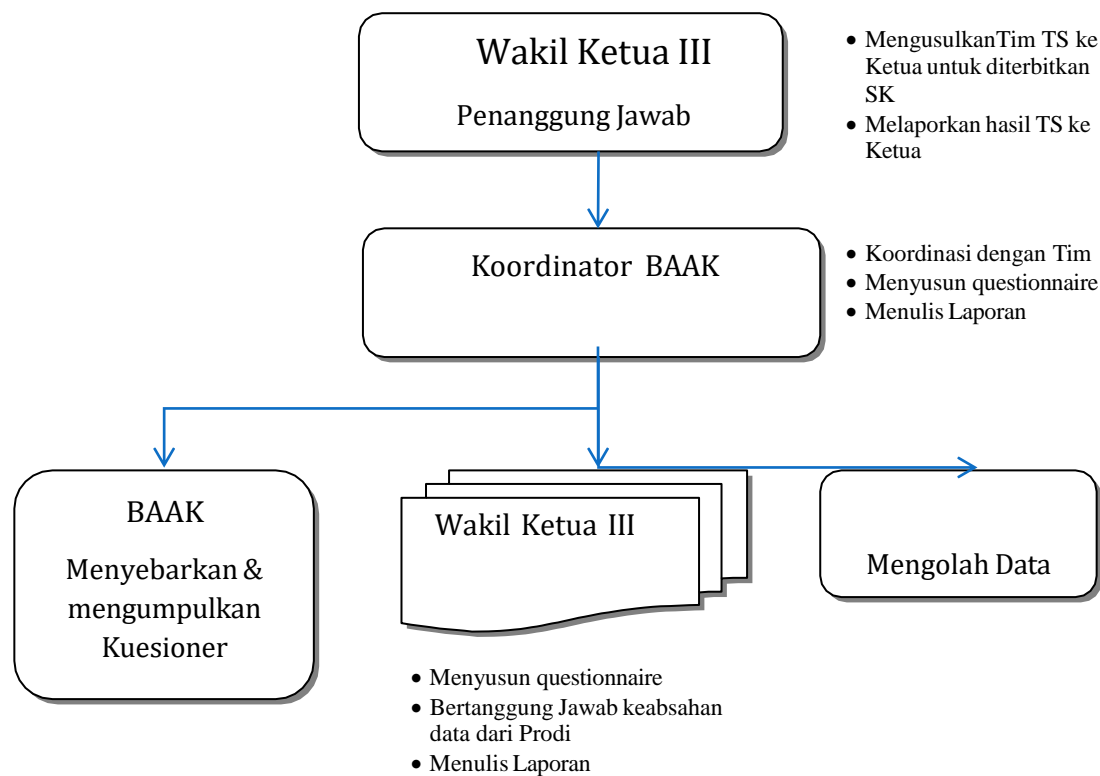 Wakil Ketua III
Penanggung Jawab
• MengusulkanTim TS ke
Ketua untuk diterbitkan
SK
• Melaporkan hasil TS ke
Ketua
Koordinator BAAK
• Koordinasi dengan Tim
• Menyusun questionnaire
• Menulis Laporan
BAAK
Menyebarkan &
mengumpulkan
Kuesioner
Wakil Ketua III
Mengolah Data
• Menyusun questionnaire
• Bertanggung Jawab keabsahan
data dari Prodi
• Menulis Laporan